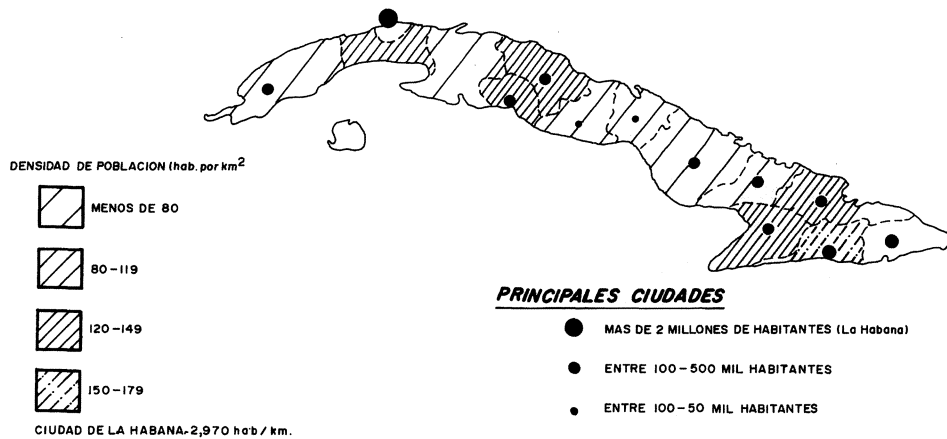 DENSIDAD DE POBLACION (hab. por km2
MENOS DE 80
80-119
120-149
150-179
CIUDAD DE LA HABANA-2,970 hab/km.
PRINCIPALES CIUDADES
MAS DE 2 MILLONES DE HABITANTES (La Habana)
ENTRE 100-500 MIL HABITANTES
ENTRE 100-50 MIL HABITANTES